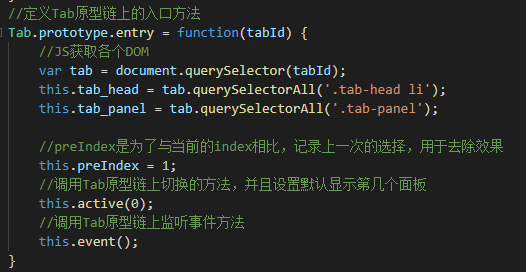 //定义Tab原型链上的入口方法
Tab.prototype.entry = function(tabId) {
//JS获取各个DOM
var tab = document.querySelector(tabId);
this.tab_head = tab.querySelectorAll('.tab-head li');
this.tab_panel = tab.querySelectorAll('.tab-panel');
//preIndex是为了与当前的index相比，记录上一次的选择，用于去除效果
this.preIndex = 1;
//调用Tab原型链上切换的方法，并且设置默认显示第几个面板
this.active(0);
//调用Tab原型链上监听事件方法
this.event();
}